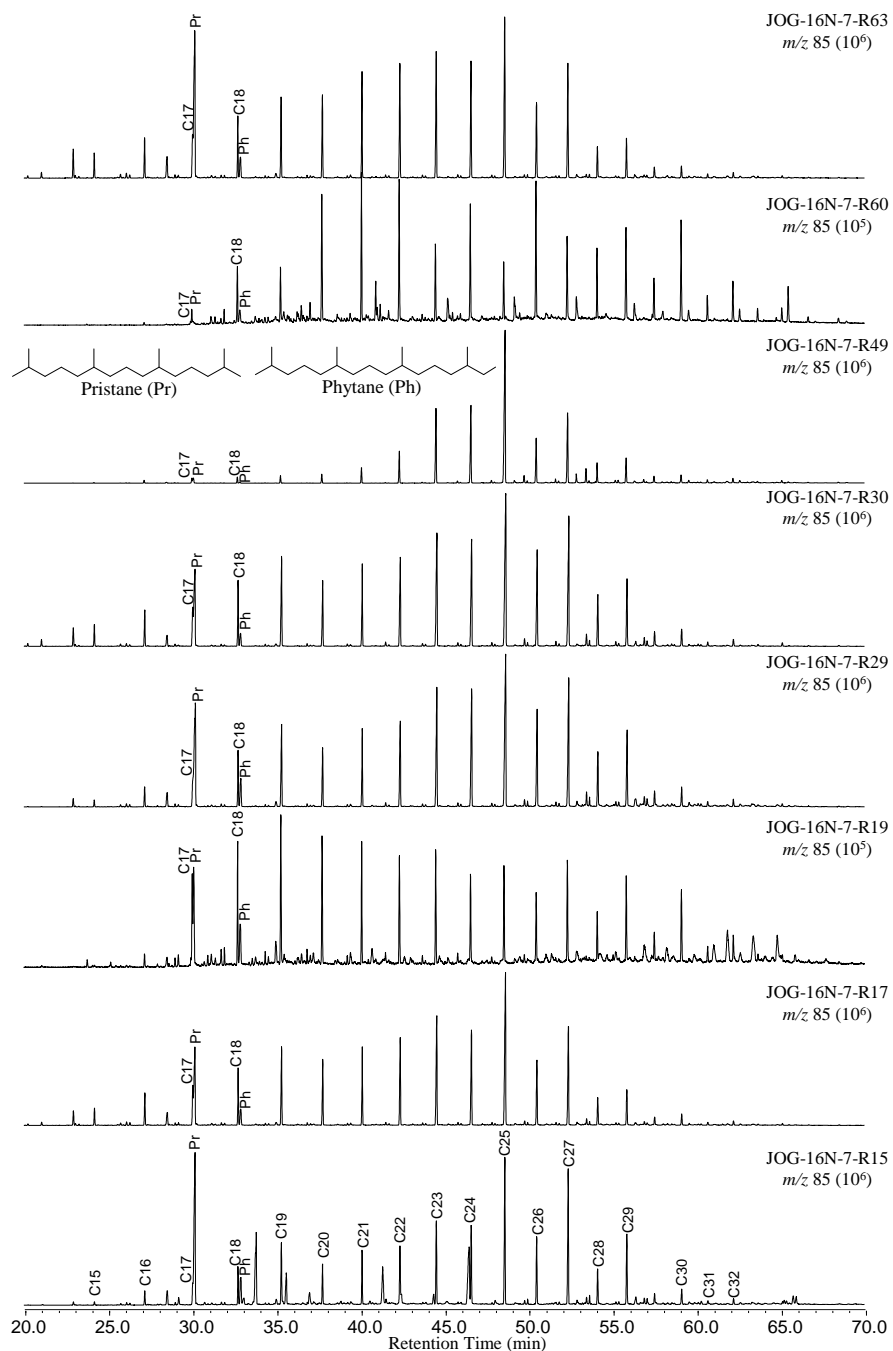 JOG-16N-7-R63
m/z 85 (10⁶)
Pr
C17
C18
Ph
JOG-16N-7-R60
m/z 85 (10⁵)
C18
C17
Pr
Ph
JOG-16N-7-R49
m/z 85 (10⁶)
Pristane (Pr)
Phytane (Ph)
C17
Pr
C18
Ph
JOG-16N-7-R30
m/z 85 (10⁶)
C17
Pr
C18
Ph
JOG-16N-7-R29
m/z 85 (10⁶)
Pr
C17
C18
Ph
JOG-16N-7-R19
m/z 85 (10⁵)
C17
Pr
C18
Ph
JOG-16N-7-R17
m/z 85 (10⁶)
Pr
C17
C18
Ph
JOG-16N-7-R15
m/z 85 (10⁶)
C15
C16
C17
Pr
C18
Ph
C19
C20
C21
C22
C23
C24
C25
C26
C27
C28
C29
C30
C31
C32
20.0 25.0 30.0 35.0 40.0 45.0 50.0 55.0 60.0 65.0 70.0
Retention Time (min)